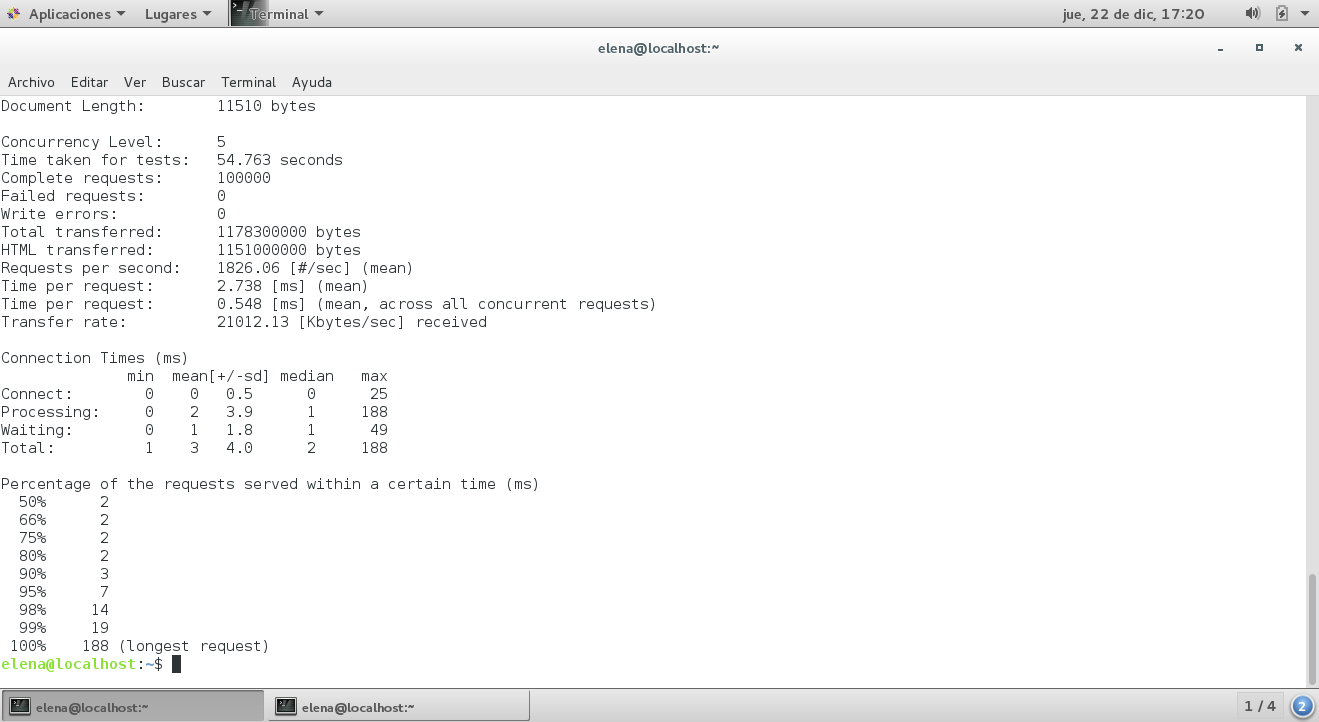 Aplicaciones Lugares Terminal jue, 22 de dic, 17:20
elena@localhost:~
Archivo Editar Ver Buscar Terminal Ayuda
Document Length:        11510 bytes
Concurrency Level:      5
Time taken for tests:   54.763 seconds
Complete requests:      100000
Failed requests:        0
Write errors:           0
Total transferred:      1178300000 bytes
HTML transferred:       1151000000 bytes
Requests per second:    1826.06 [#/sec] (mean)
Time per request:       2.738 [ms] (mean)
Time per request:       0.548 [ms] (mean, across all concurrent requests)
Transfer rate:          21012.13 [Kbytes/sec] received
Connection Times (ms)
              min  mean[+/-sd] median   max
Connect:        0    0   0.5      0      25
Processing:     0    2   3.9      1     188
Waiting:        0    1   1.8      1      49
Total:          1    3   4.0      2     188
Percentage of the requests served within a certain time (ms)
  50%      2
  66%      2
  75%      2
  80%      2
  90%      3
  95%      7
  98%     14
  99%     19
 100%    188 (longest request)
elena@localhost:~$
elena@localhost:~ elena@localhost:~ 1 / 4 2